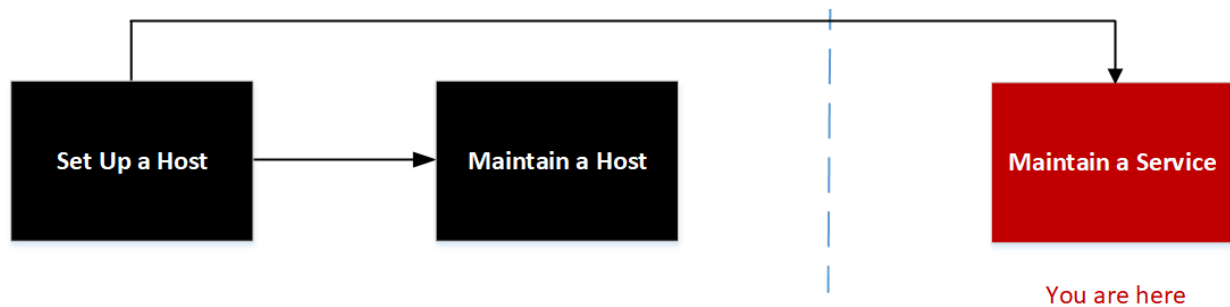 Set Up a Host
Maintain a Host
Maintain a Service
You are here